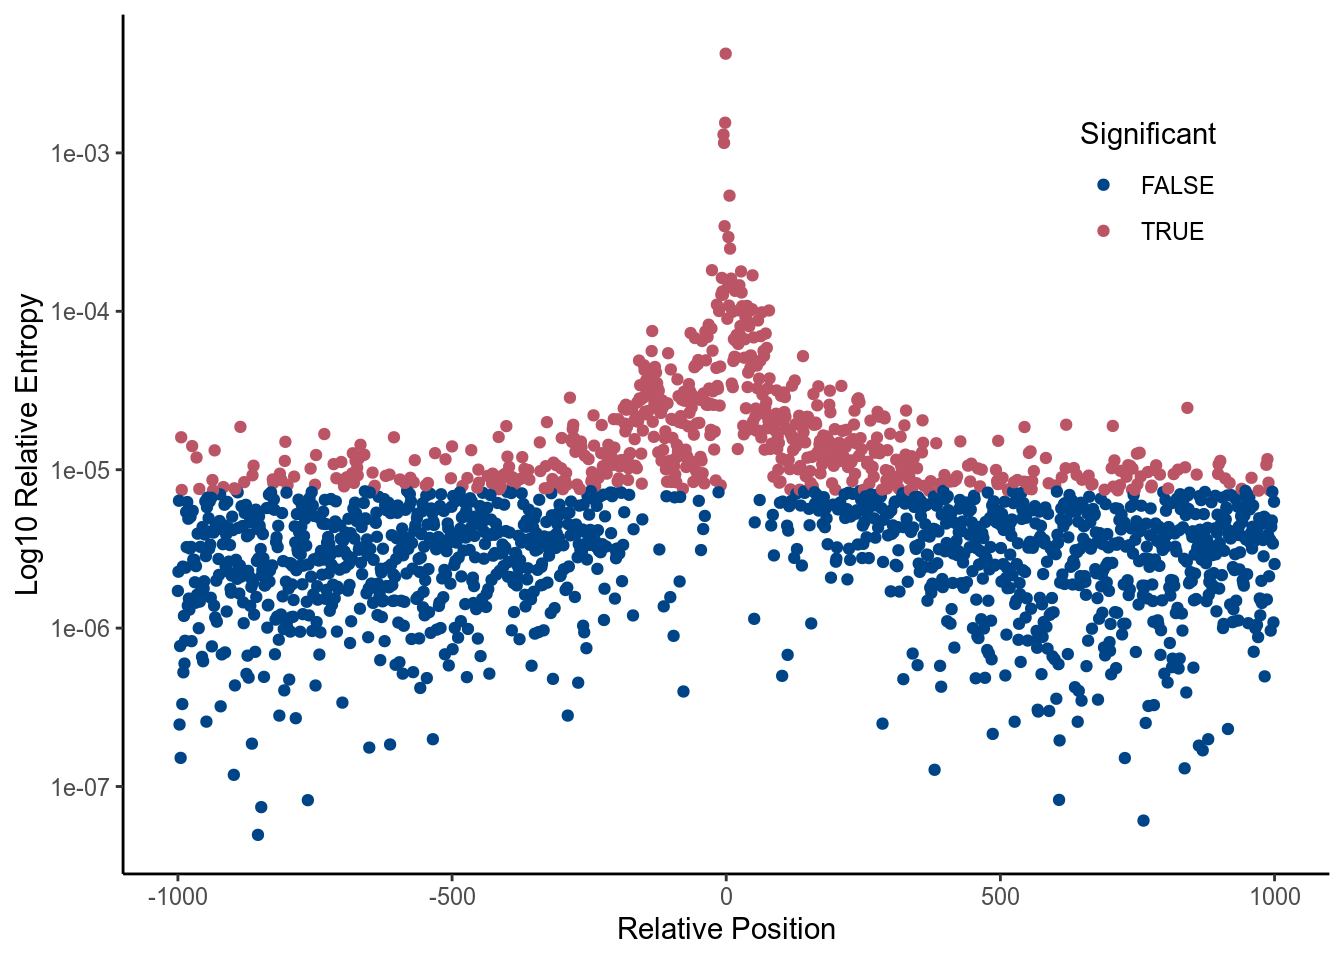 Significant
FALSE
TRUE
Log10 Relative Entropy
1e-03
1e-04
1e-05
1e-06
1e-07
-1000
-500
0
500
1000
Relative Position